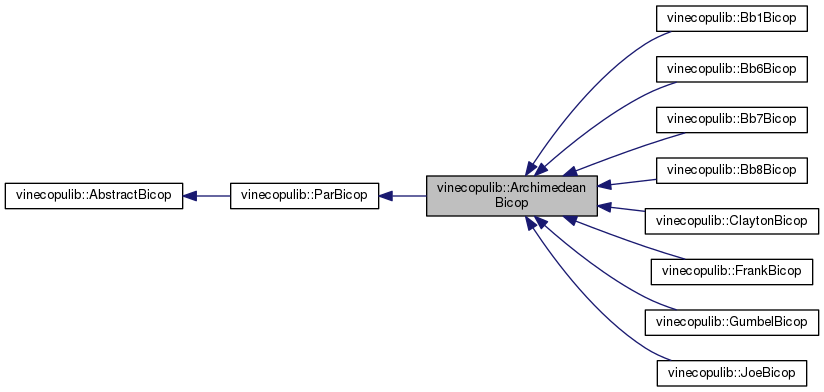 vinecopulib::Bb1Bicop
vinecopulib::Bb6Bicop
vinecopulib::Bb7Bicop
vinecopulib::Bb8Bicop
vinecopulib::AbstractBicop
vinecopulib::ParBicop
vinecopulib::Archimedean
Bicop
vinecopulib::ClaytonBicop
vinecopulib::FrankBicop
vinecopulib::GumbelBicop
vinecopulib::JoeBicop